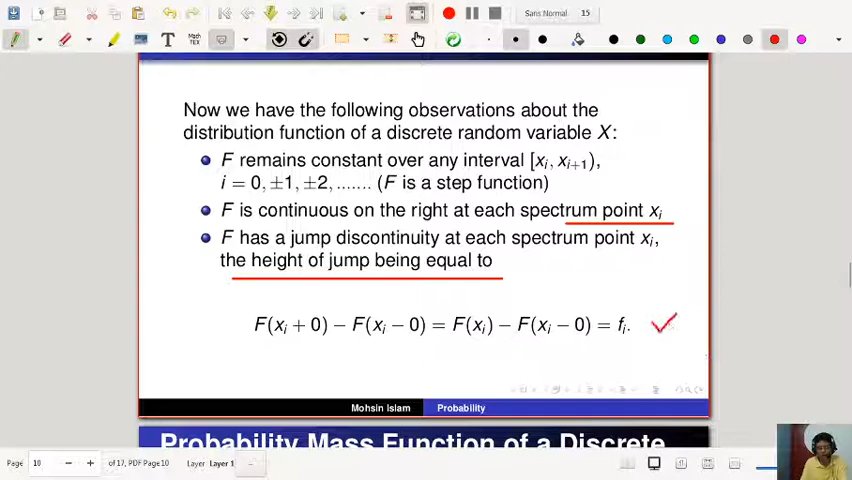 Sans Normal 15
T Math TEX
Now we have the following observations about the
distribution function of a discrete random variable X:
F remains constant over any interval [xᵢ, xᵢ₊₁),
i = 0, ±1, ±2, ....... (F is a step function)
F is continuous on the right at each spectrum point xᵢ
F has a jump discontinuity at each spectrum point xᵢ,
the height of jump being equal to
F(xᵢ + 0) − F(xᵢ − 0) = F(xᵢ) − F(xᵢ − 0) = fᵢ.
Mohsin Islam Probability
Probability Mass Function of a Discrete
Page 10 of 17, PDF Page 10 Layer Layer 1